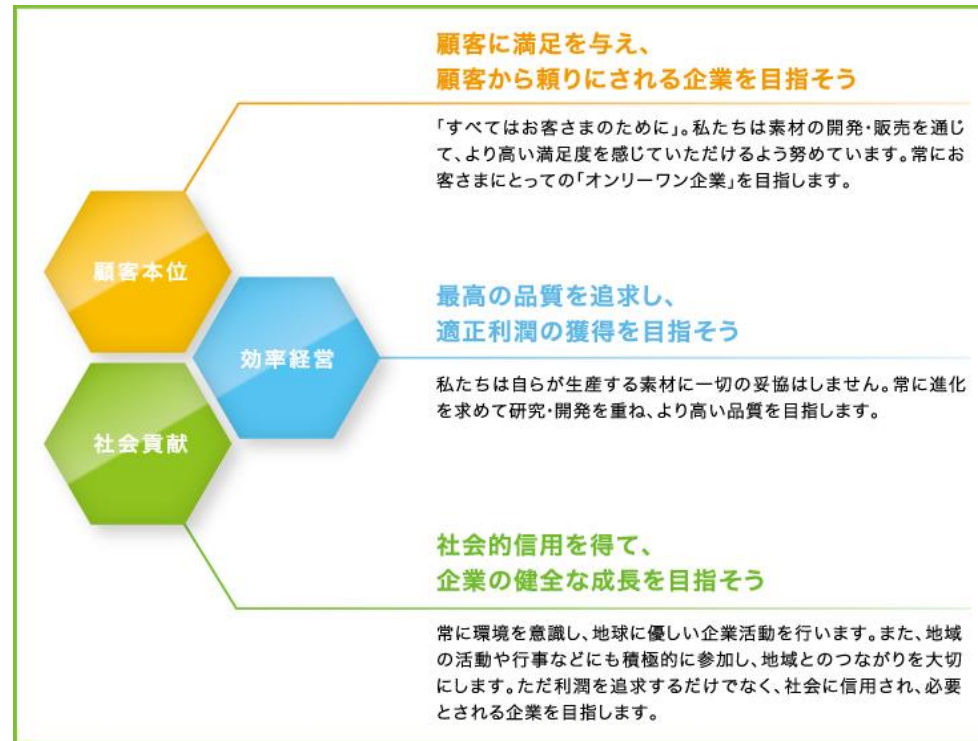 顧客に満足を与え、
顧客から頼りにされる企業を目指そう
「すべてはお客さまのために」。私たちは素材の開発・販売を通じ
て、より高い満足度を感じていただけるよう努めています。常にお
客さまにとっての「オンリーワン企業」を目指します。
顧客本位
最高の品質を追求し、
適正利潤の獲得を目指そう
効率経営
私たちは自らが生産する素材に一切の妥協はしません。常に進化
を求めて研究・開発を重ね、より高い品質を目指します。
社会貢献
社会的信用を得て、
企業の健全な成長を目指そう
常に環境を意識し、地球に優しい企業活動を行います。また、地域
の活動や行事などにも積極的に参加し、地域とのつながりを大切
にします。ただ利潤を追求するだけでなく、社会に信用され、必要
とされる企業を目指します。